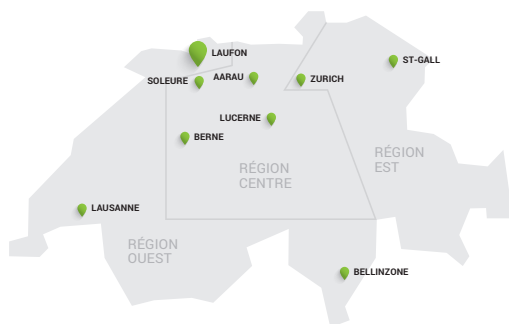 LAUFON
ST-GALL
SOLEURE
AARAU
ZURICH
LUCERNE
BERNE
RÉGION
EST
RÉGION
CENTRE
LAUSANNE
RÉGION
OUEST
BELLINZONE